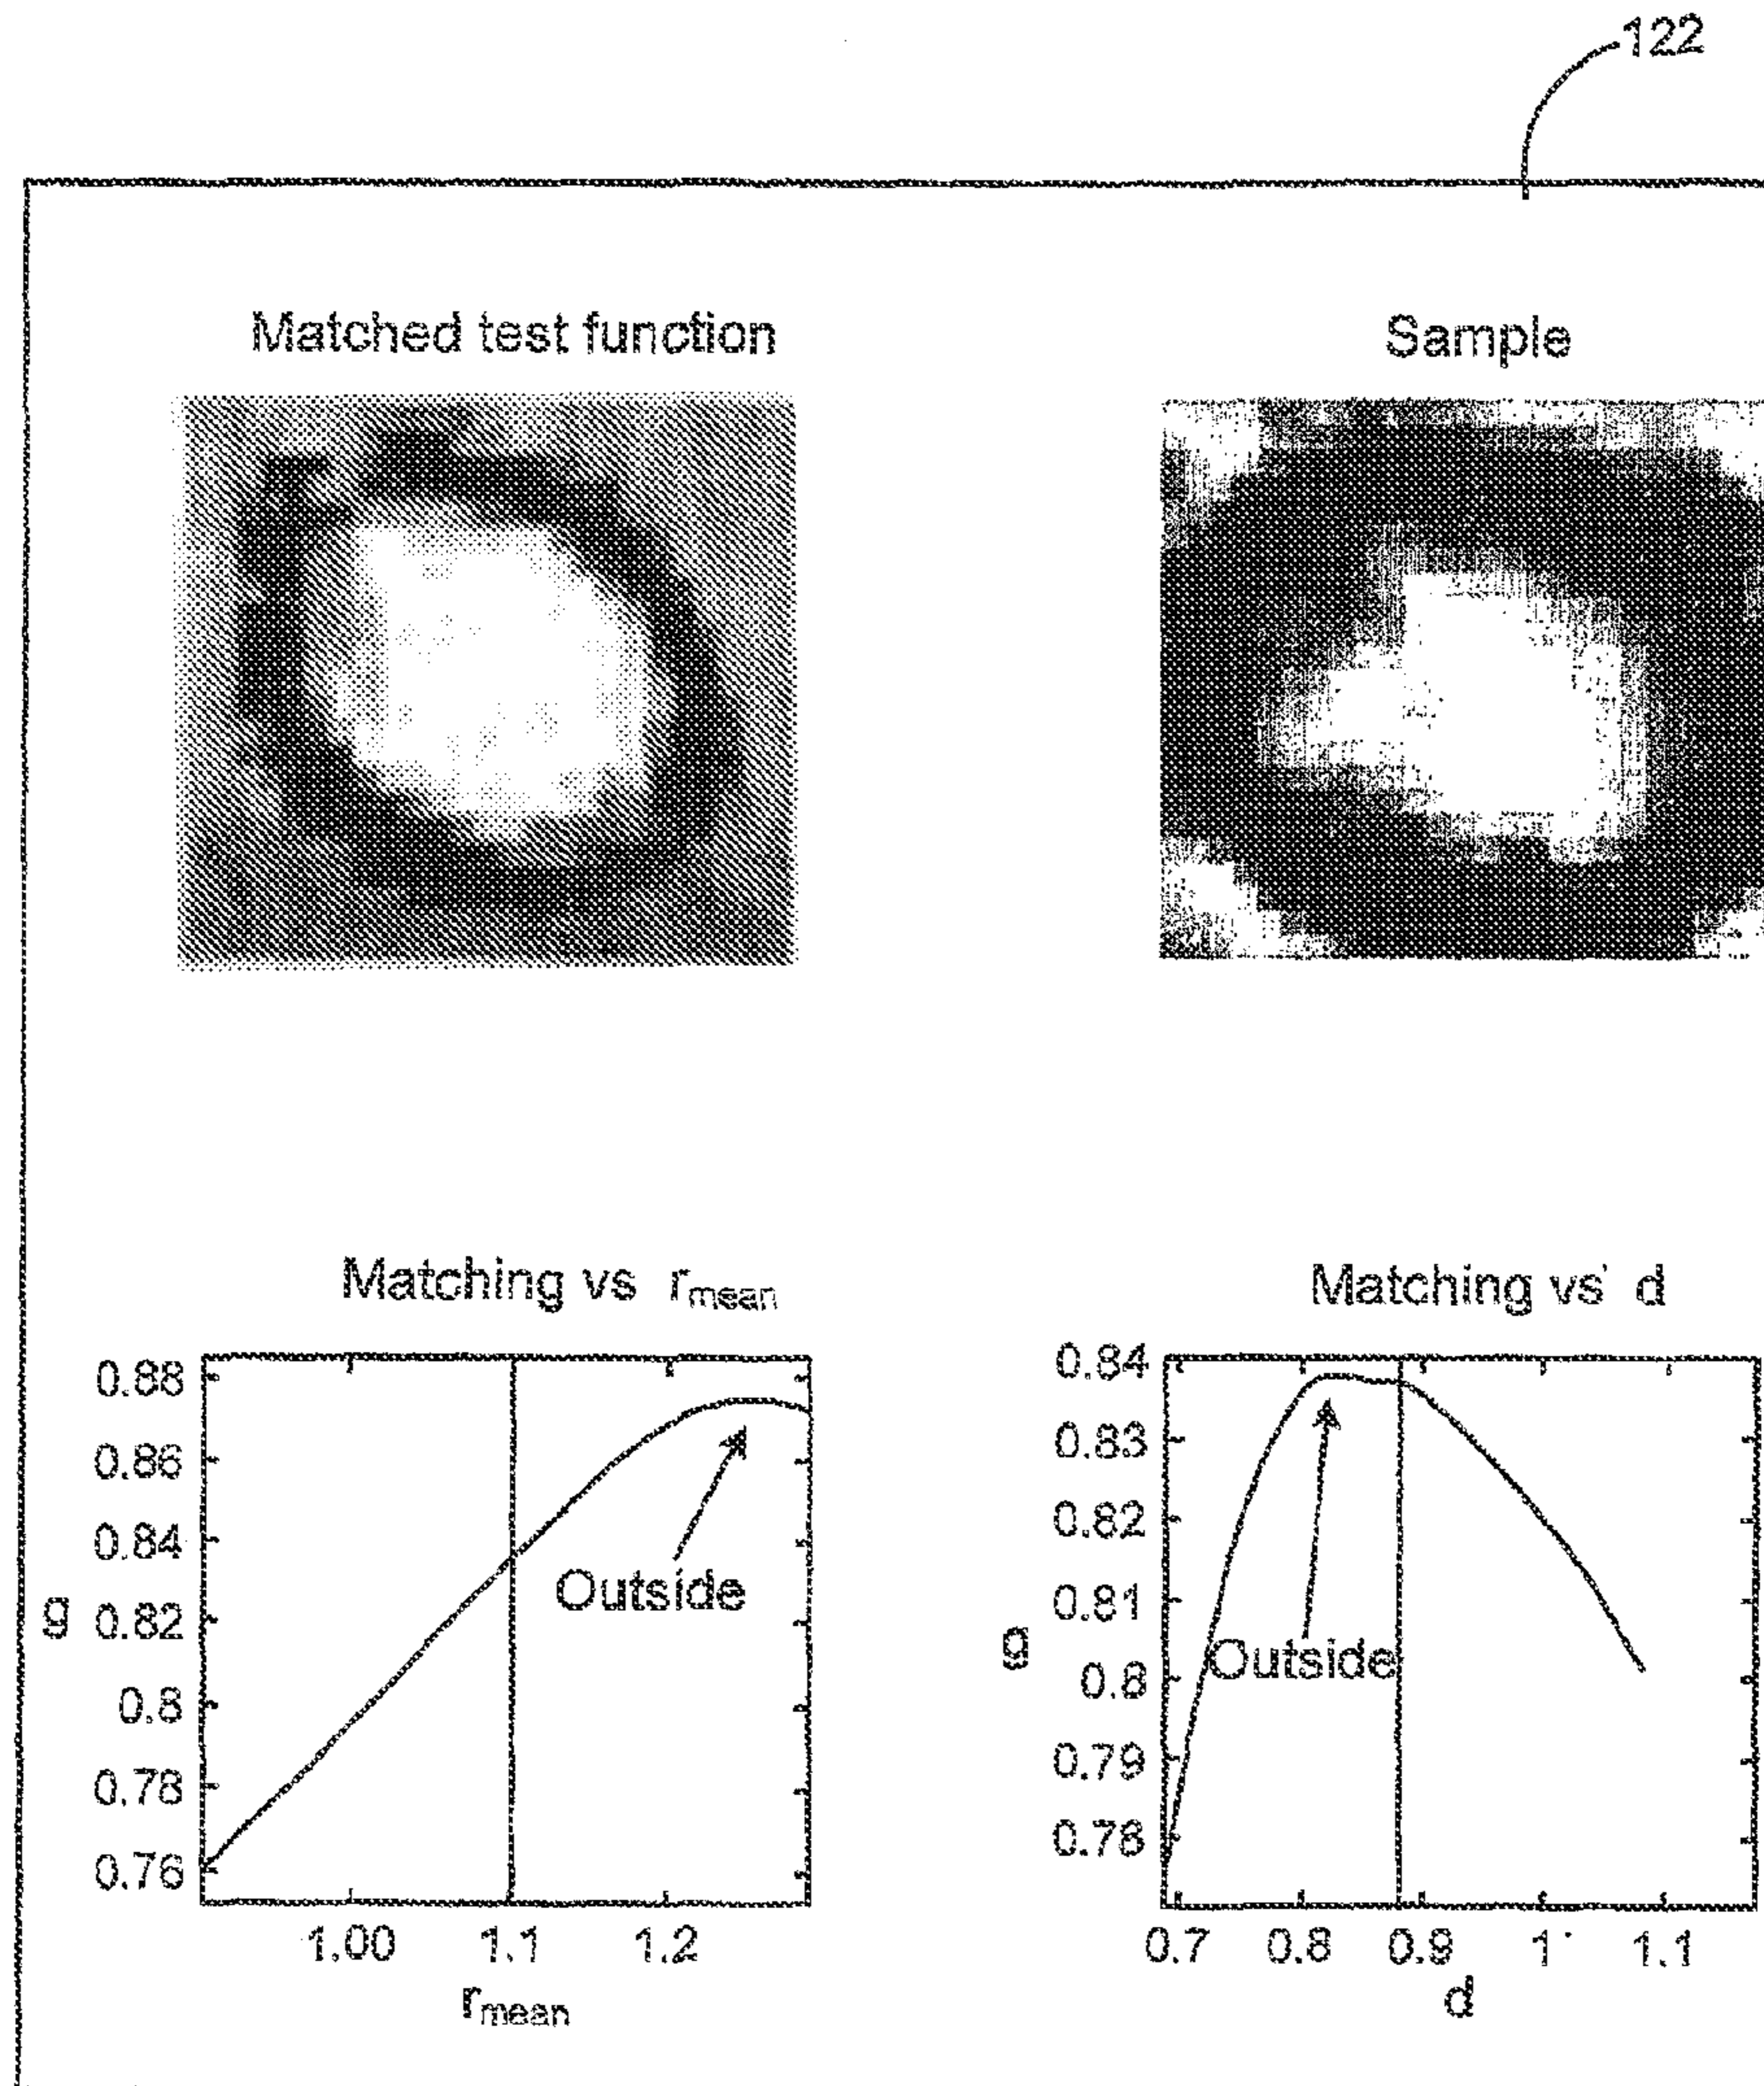 122
Matched test function
Sample
Matching vs r_mean
0.88
0.86
0.84
0.82
0.8
0.78
0.76
g
Outside
1.00 1.1 1.2
r_mean
Matching vs d
0.84
0.83
0.82
0.81
0.8
0.79
0.78
g
Outside
0.7 0.8 0.9 1 1.1
d